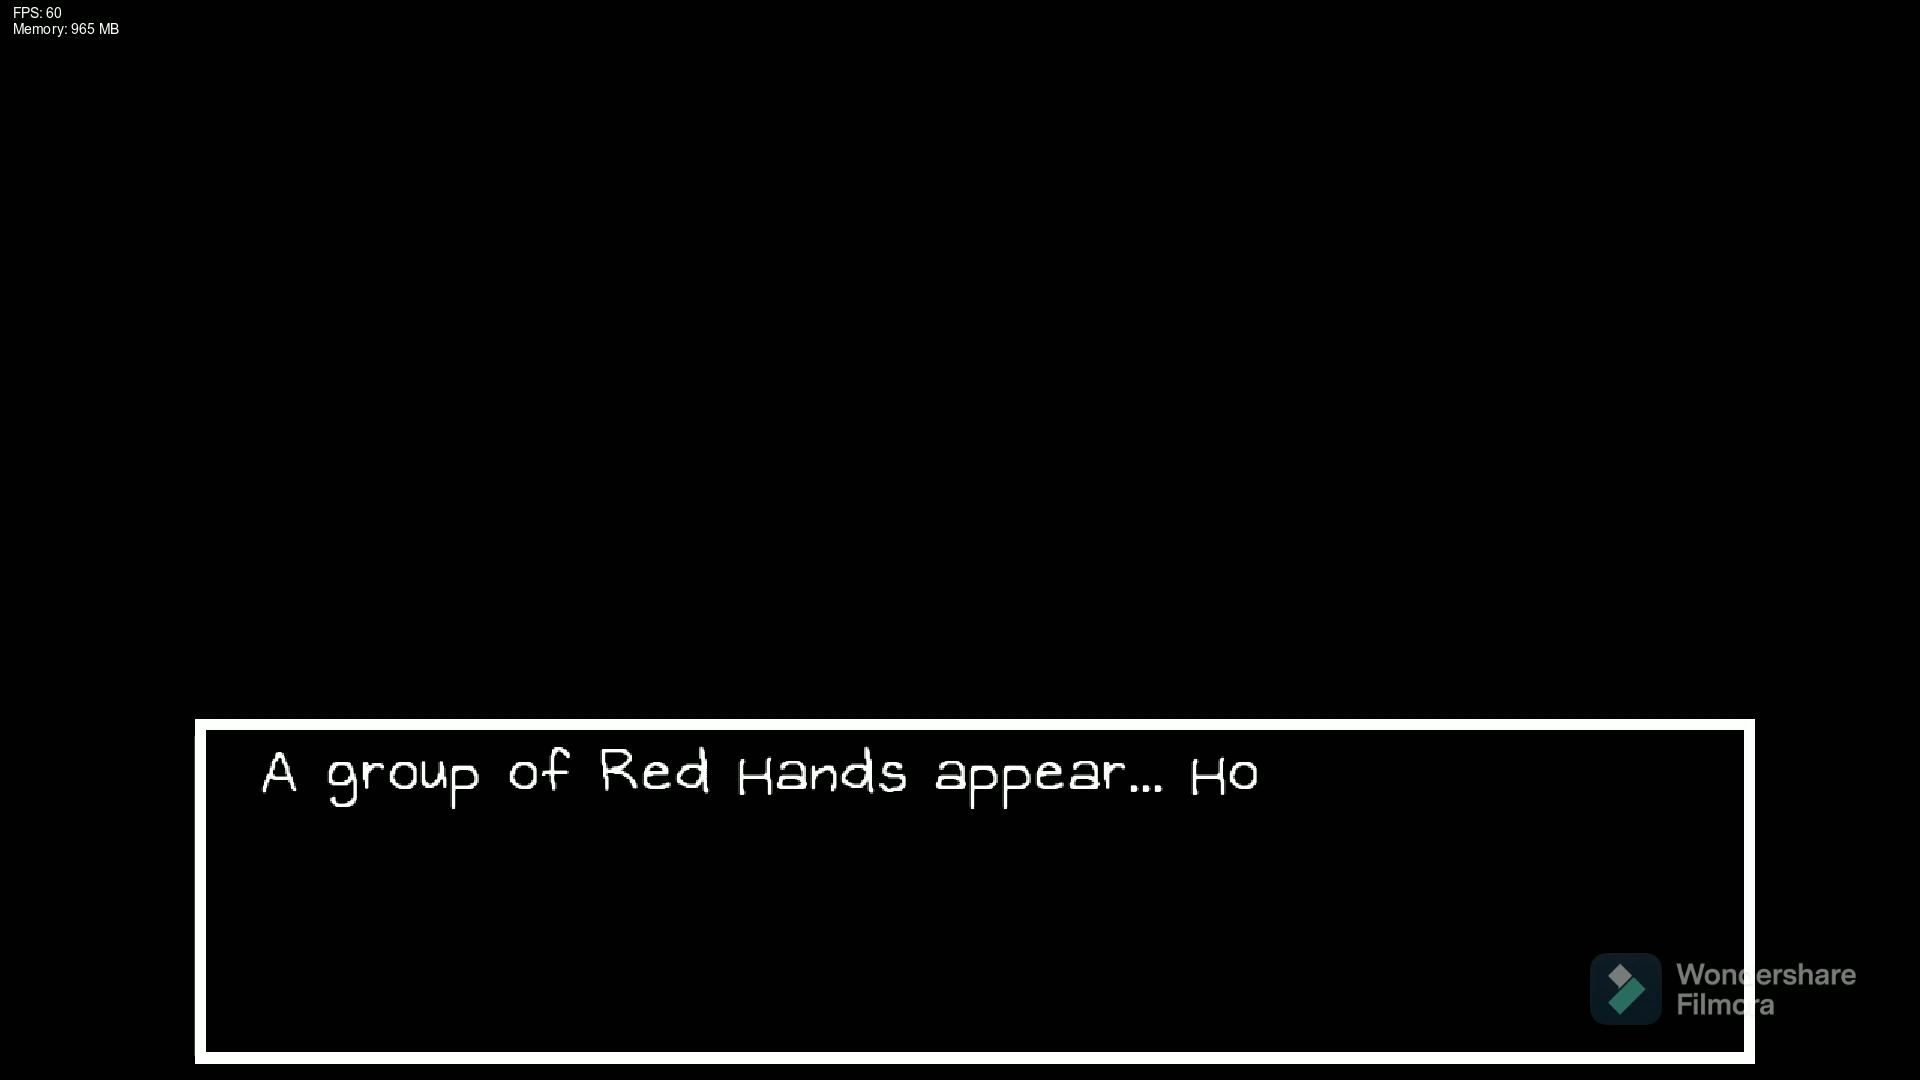 FPS: 60
Memory: 965 MB
A group of Red Hands appear... Ho
Wondershare
Filmora